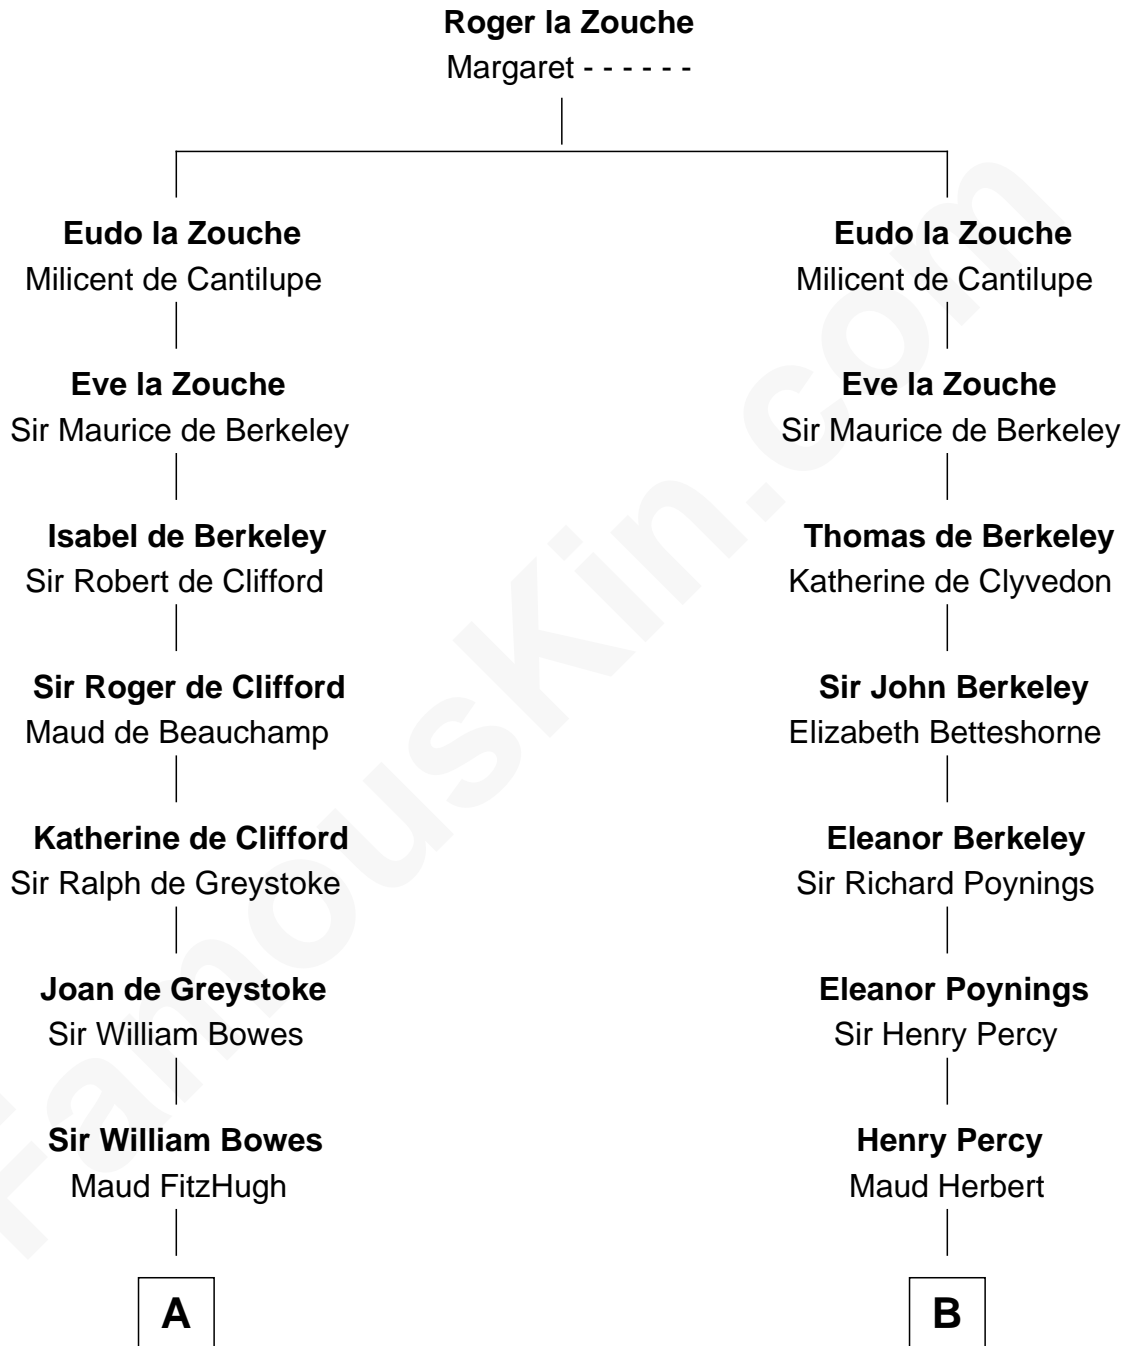 Roger la Zouche
Margaret - - - - - -
Eudo la Zouche
Milicent de Cantilupe
Eve la Zouche
Sir Maurice de Berkeley
Isabel de Berkeley
Sir Robert de Clifford
Sir Roger de Clifford
Maud de Beauchamp
Katherine de Clifford
Sir Ralph de Greystoke
Joan de Greystoke
Sir William Bowes
Sir William Bowes
Maud FitzHugh
A
Eudo la Zouche
Milicent de Cantilupe
Eve la Zouche
Sir Maurice de Berkeley
Thomas de Berkeley
Katherine de Clyvedon
Sir John Berkeley
Elizabeth Betteshorne
Eleanor Berkeley
Sir Richard Poynings
Eleanor Poynings
Sir Henry Percy
Henry Percy
Maud Herbert
B
FamousKin.com